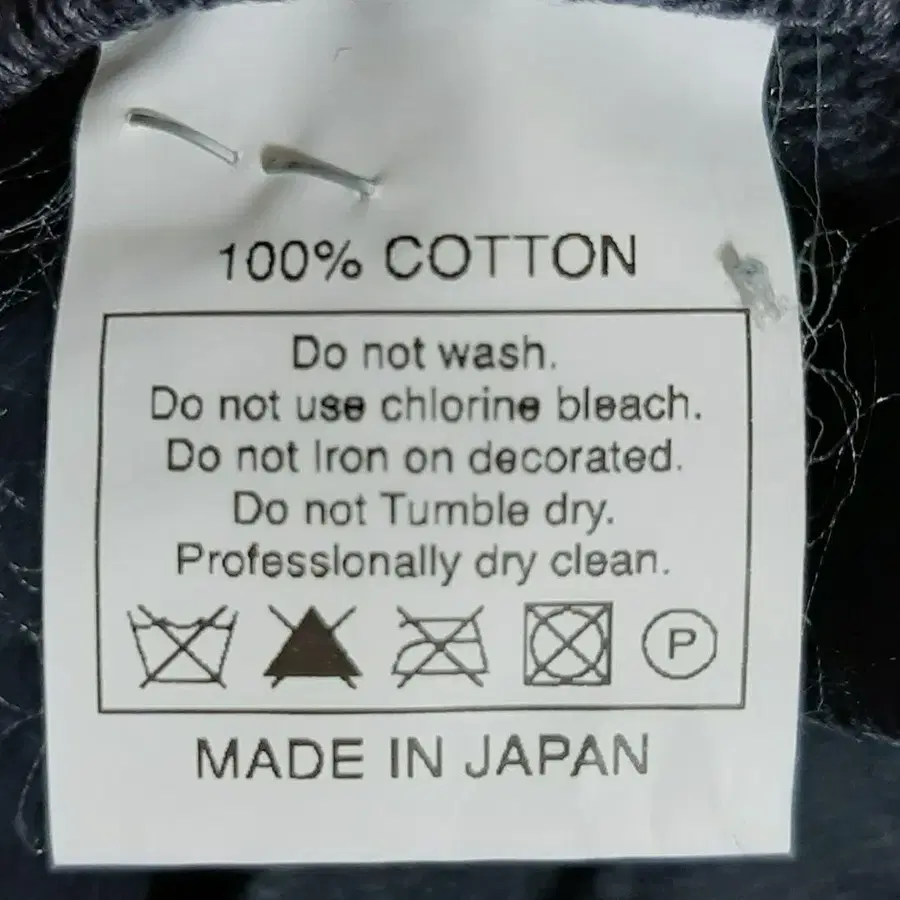 100% COTTON
Do not wash.
Do not use chlorine bleach.
Do not Iron on decorated.
Do not Tumble dry.
Professionally dry clean.
P
MADE IN JAPAN